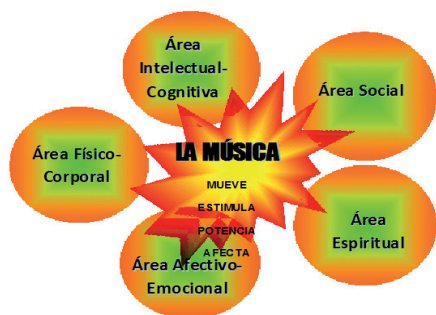 Área
Intelectual-
Cognitiva
Área Social
LA MÚSICA
Área Físico-
Corporal
MUEVE
ESTIMULA
POTENCIA
AFECTA
Área
Espiritual
Área Afectivo-
Emocional